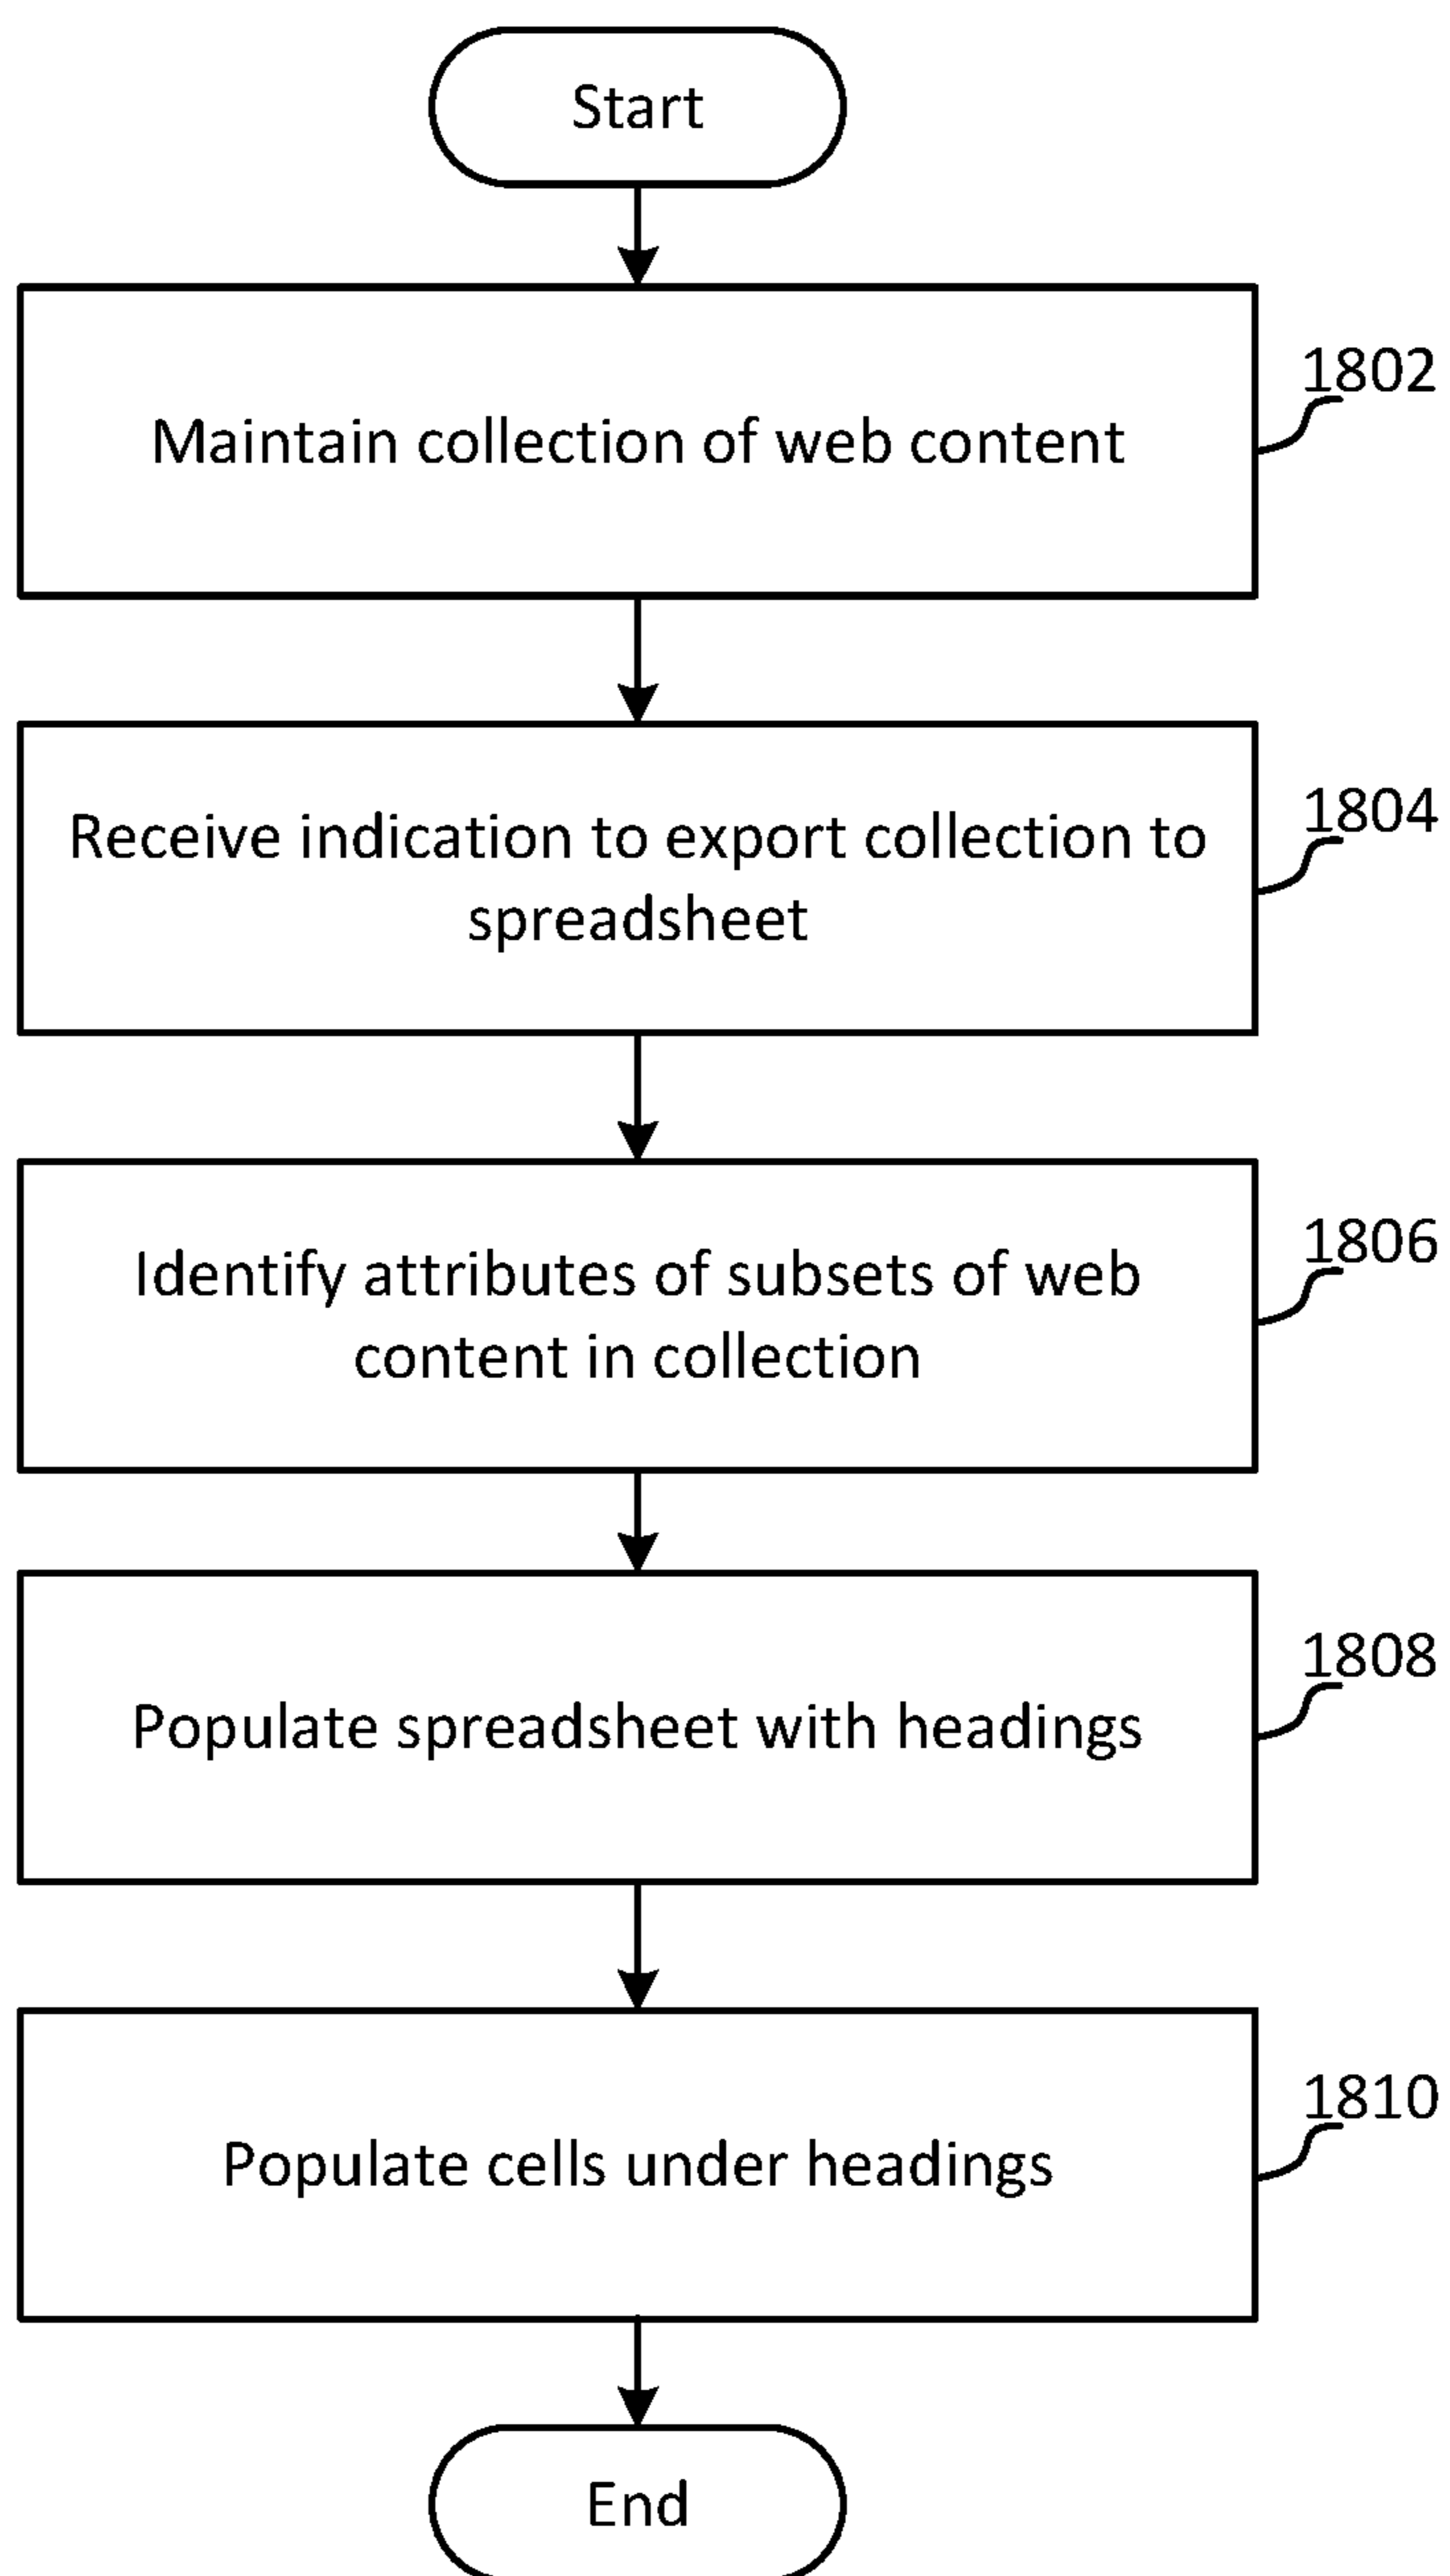 Start
Maintain collection of web content
1802
Receive indication to export collection to
spreadsheet
1804
Identify attributes of subsets of web
content in collection
1806
Populate spreadsheet with headings
1808
Populate cells under headings
1810
End